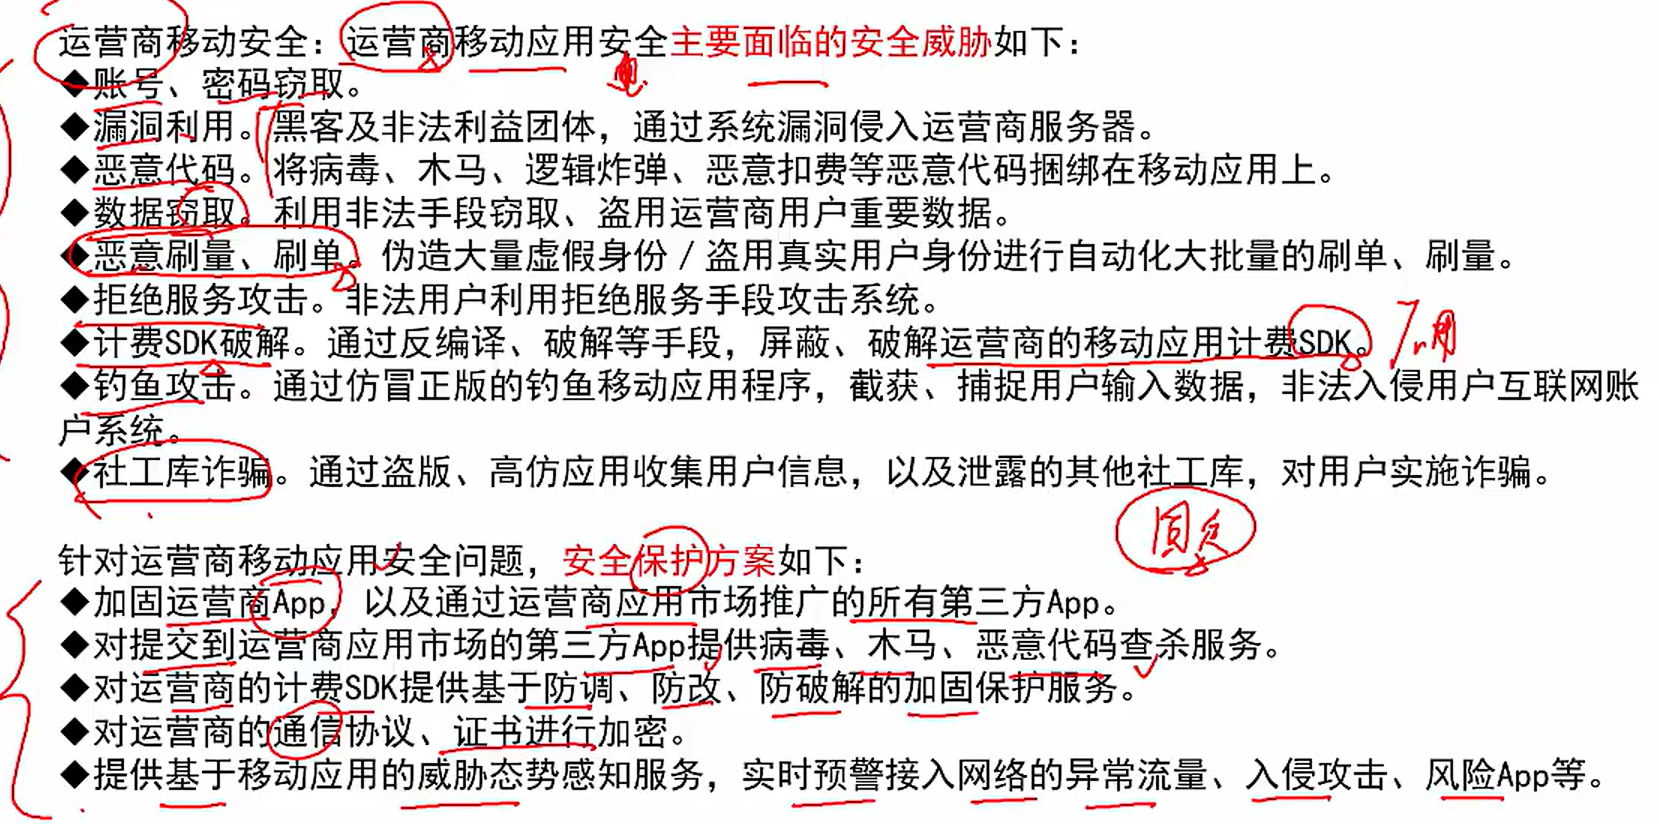 运营商移动安全：运营商移动应用安全主要面临的安全威胁如下：
◆账号、密码窃取。
◆漏洞利用。黑客及非法利益团体，通过系统漏洞侵入运营商服务器。
◆恶意代码。将病毒、木马、逻辑炸弹、恶意扣费等恶意代码捆绑在移动应用上。
◆数据窃取。利用非法手段窃取、盗用运营商用户重要数据。
◆恶意刷量、刷单。伪造大量虚假身份/盗用真实用户身份进行自动化大批量的刷单、刷量。
◆拒绝服务攻击。非法用户利用拒绝服务手段攻击系统。
◆计费SDK破解。通过反编译、破解等手段，屏蔽、破解运营商的移动应用计费SDK。
◆钓鱼攻击。通过仿冒正版的钓鱼移动应用程序，截获、捕捉用户输入数据，非法入侵用户互联网账
户系统。
◆社工库诈骗。通过盗版、高仿应用收集用户信息，以及泄露的其他社工库，对用户实施诈骗。
针对运营商移动应用安全问题，安全保护方案如下：
◆加固运营商App，以及通过运营商应用市场推广的所有第三方App。
◆对提交到运营商应用市场的第三方App提供病毒、木马、恶意代码查杀服务。
◆对运营商的计费SDK提供基于防调、防改、防破解的加固保护服务。
◆对运营商的通信协议、证书进行加密。
◆提供基于移动应用的威胁态势感知服务，实时预警接入网络的异常流量、入侵攻击、风险App等。